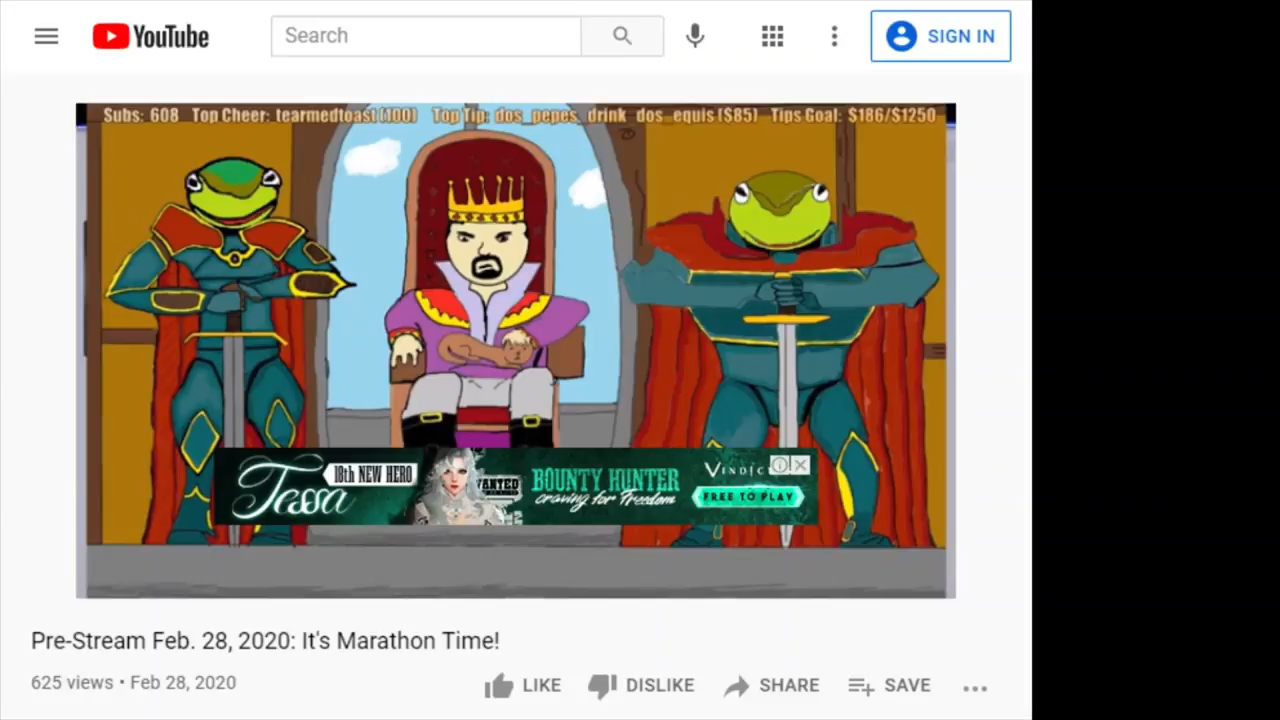 YouTube
Search
SIGN IN
Subs: 608 Top Cheer: tearmedtoast (100) Top Tip: dos_pepes_drink_dos_equis ($85) Tips Goal: $186/$1250
18th NEW HERO
Tessa
WANTED
BOUNTY HUNTER
craving for Freedom
FREE TO PLAY
Pre-Stream Feb. 28, 2020: It's Marathon Time!
625 views • Feb 28, 2020
LIKE
DISLIKE
SHARE
SAVE